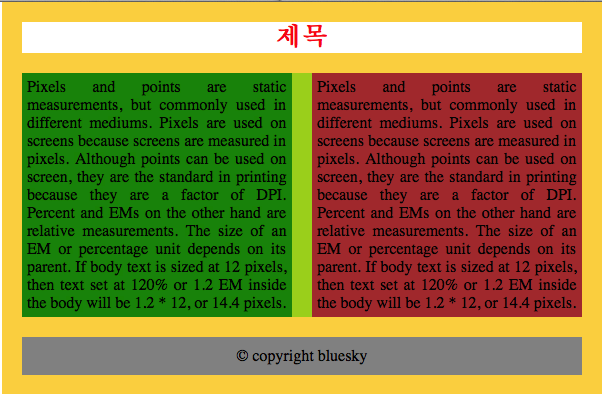 제목
Pixels and points are static
measurements, but commonly used in
different mediums. Pixels are used on
screens because screens are measured in
pixels. Although points can be used on
screen, they are the standard in printing
because they are a factor of DPI.
Percent and EMs on the other hand are
relative measurements. The size of an
EM or percentage unit depends on its
parent. If body text is sized at 12 pixels,
then text set at 120% or 1.2 EM inside
the body will be 1.2 * 12, or 14.4 pixels.
Pixels and points are static
measurements, but commonly used in
different mediums. Pixels are used on
screens because screens are measured in
pixels. Although points can be used on
screen, they are the standard in printing
because they are a factor of DPI.
Percent and EMs on the other hand are
relative measurements. The size of an
EM or percentage unit depends on its
parent. If body text is sized at 12 pixels,
then text set at 120% or 1.2 EM inside
the body will be 1.2 * 12, or 14.4 pixels.
© copyright bluesky